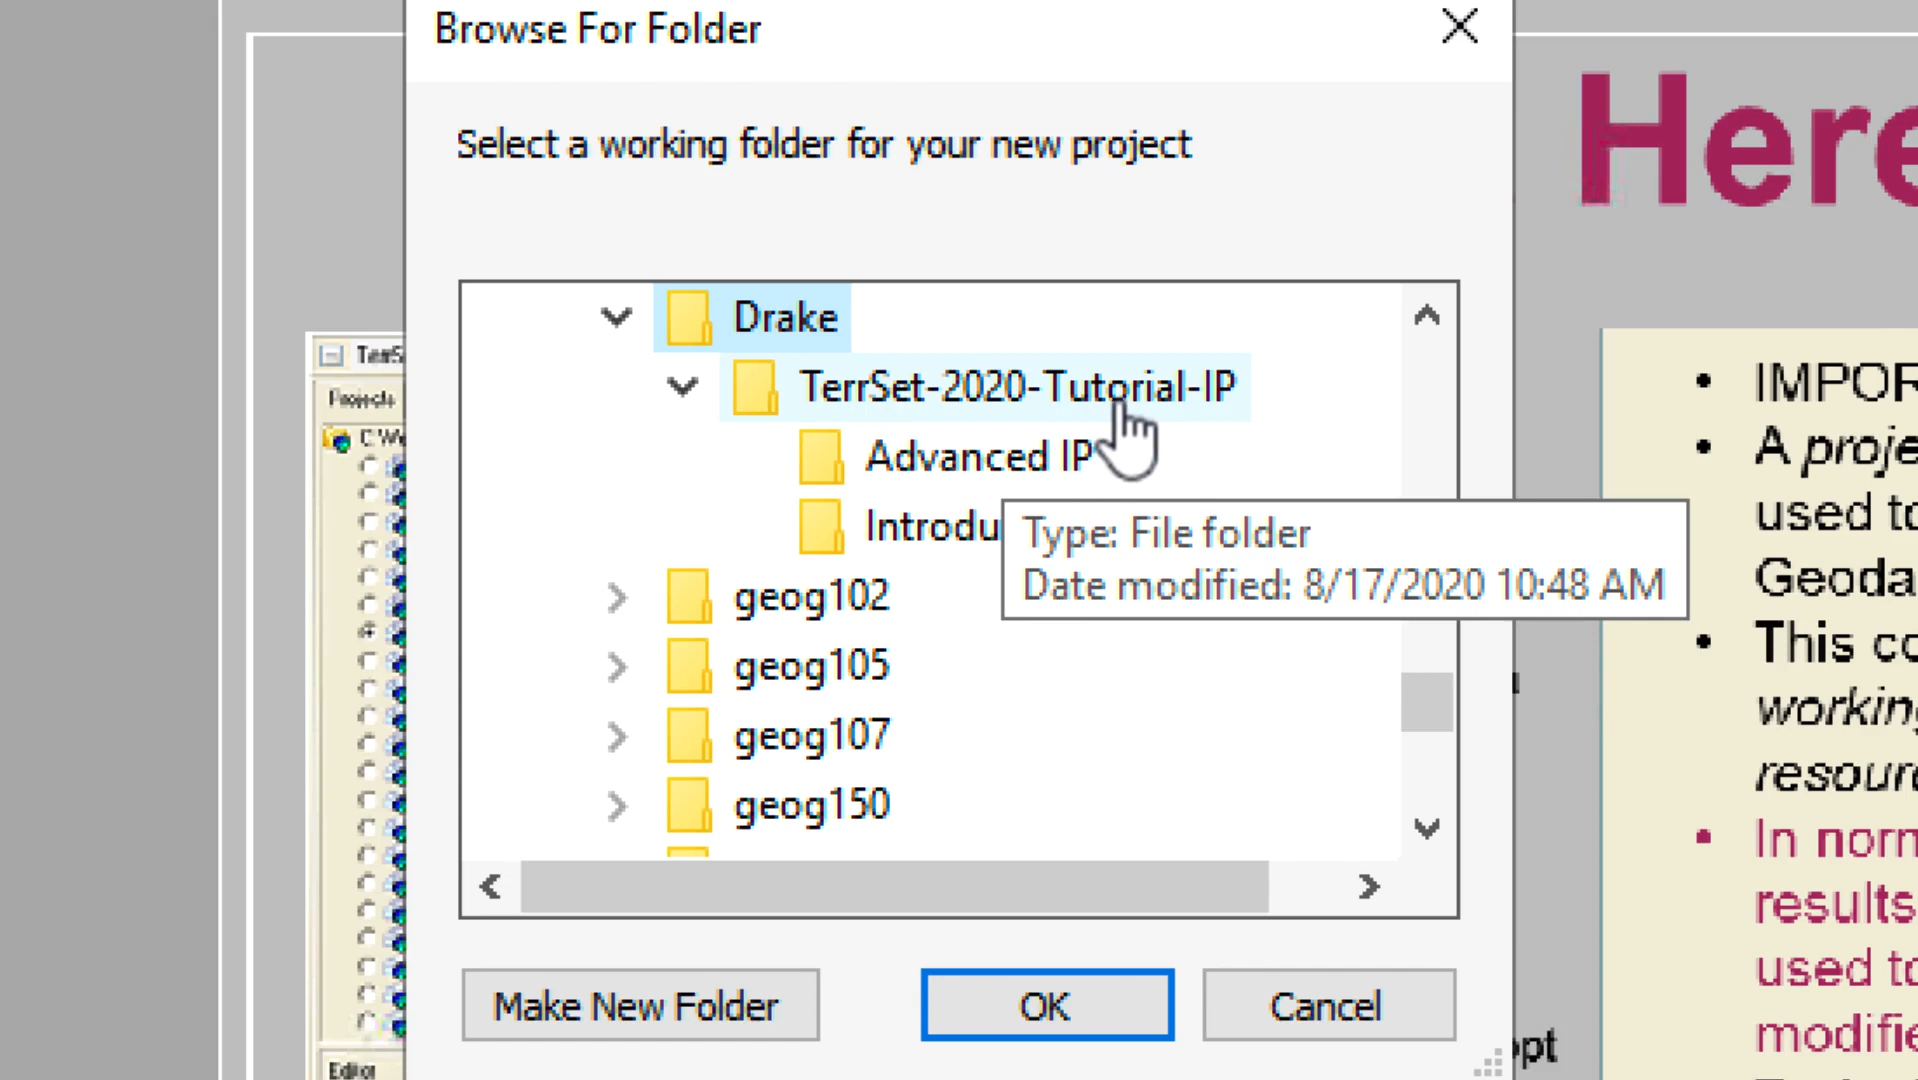 Browse For Folder
Select a working folder for your new project
Drake
TerrSet-2020-Tutorial-IP
Advanced IP
Introdu
Type: File folder
Date modified: 8/17/2020 10:48 AM
geog102
geog105
geog107
geog150
Make New Folder
OK
Cancel
TerrS
Projects
C:\W
Editor
Here
• IMPOR
• A proje
used to
Geoda
• This co
working
resour
• In norm
results
used to
modifie
opt